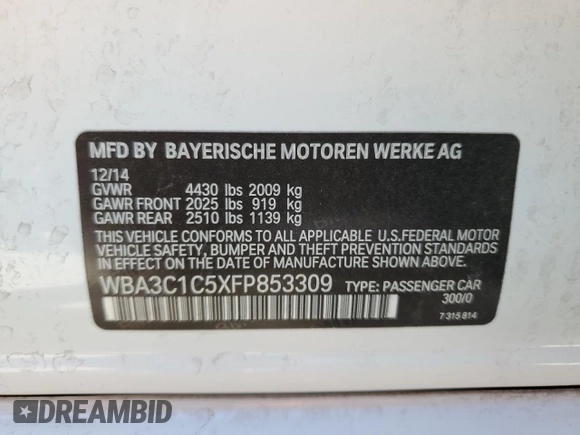 MFD BY BAYERISCHE MOTOREN WERKE AG
12/14
GVWR 4430 lbs 2009 kg
GAWR FRONT 2025 lbs 919 kg
GAWR REAR 2510 lbs 1139 kg
THIS VEHICLE CONFORMS TO ALL APPLICABLE U.S.FEDERAL MOTOR
VEHICLE SAFETY, BUMPER AND THEFT PREVENTION STANDARDS
IN EFFECT ON THE DATE OF MANUFACTURE SHOWN ABOVE.
WBA3C1C5XFP853309 TYPE: PASSENGER CAR
300/0
7 315 814
DREAMBID